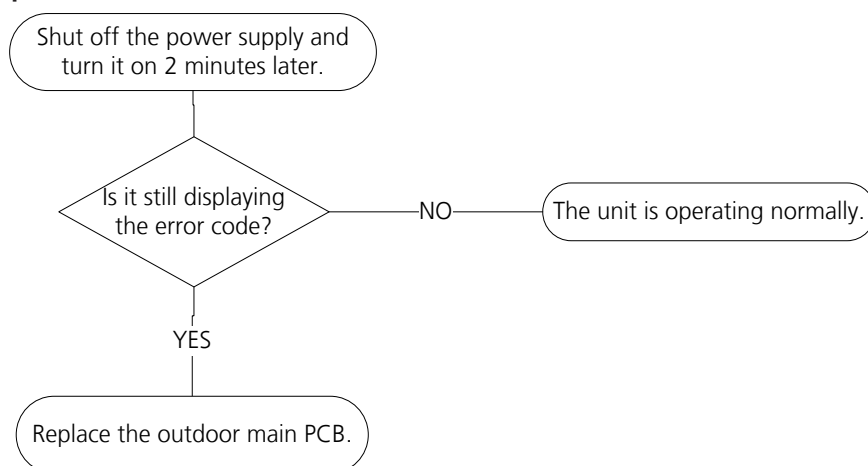 Shut off the power supply and
turn it on 2 minutes later.
Is it still displaying
the error code?
NO
The unit is operating normally.
YES
Replace the outdoor main PCB.